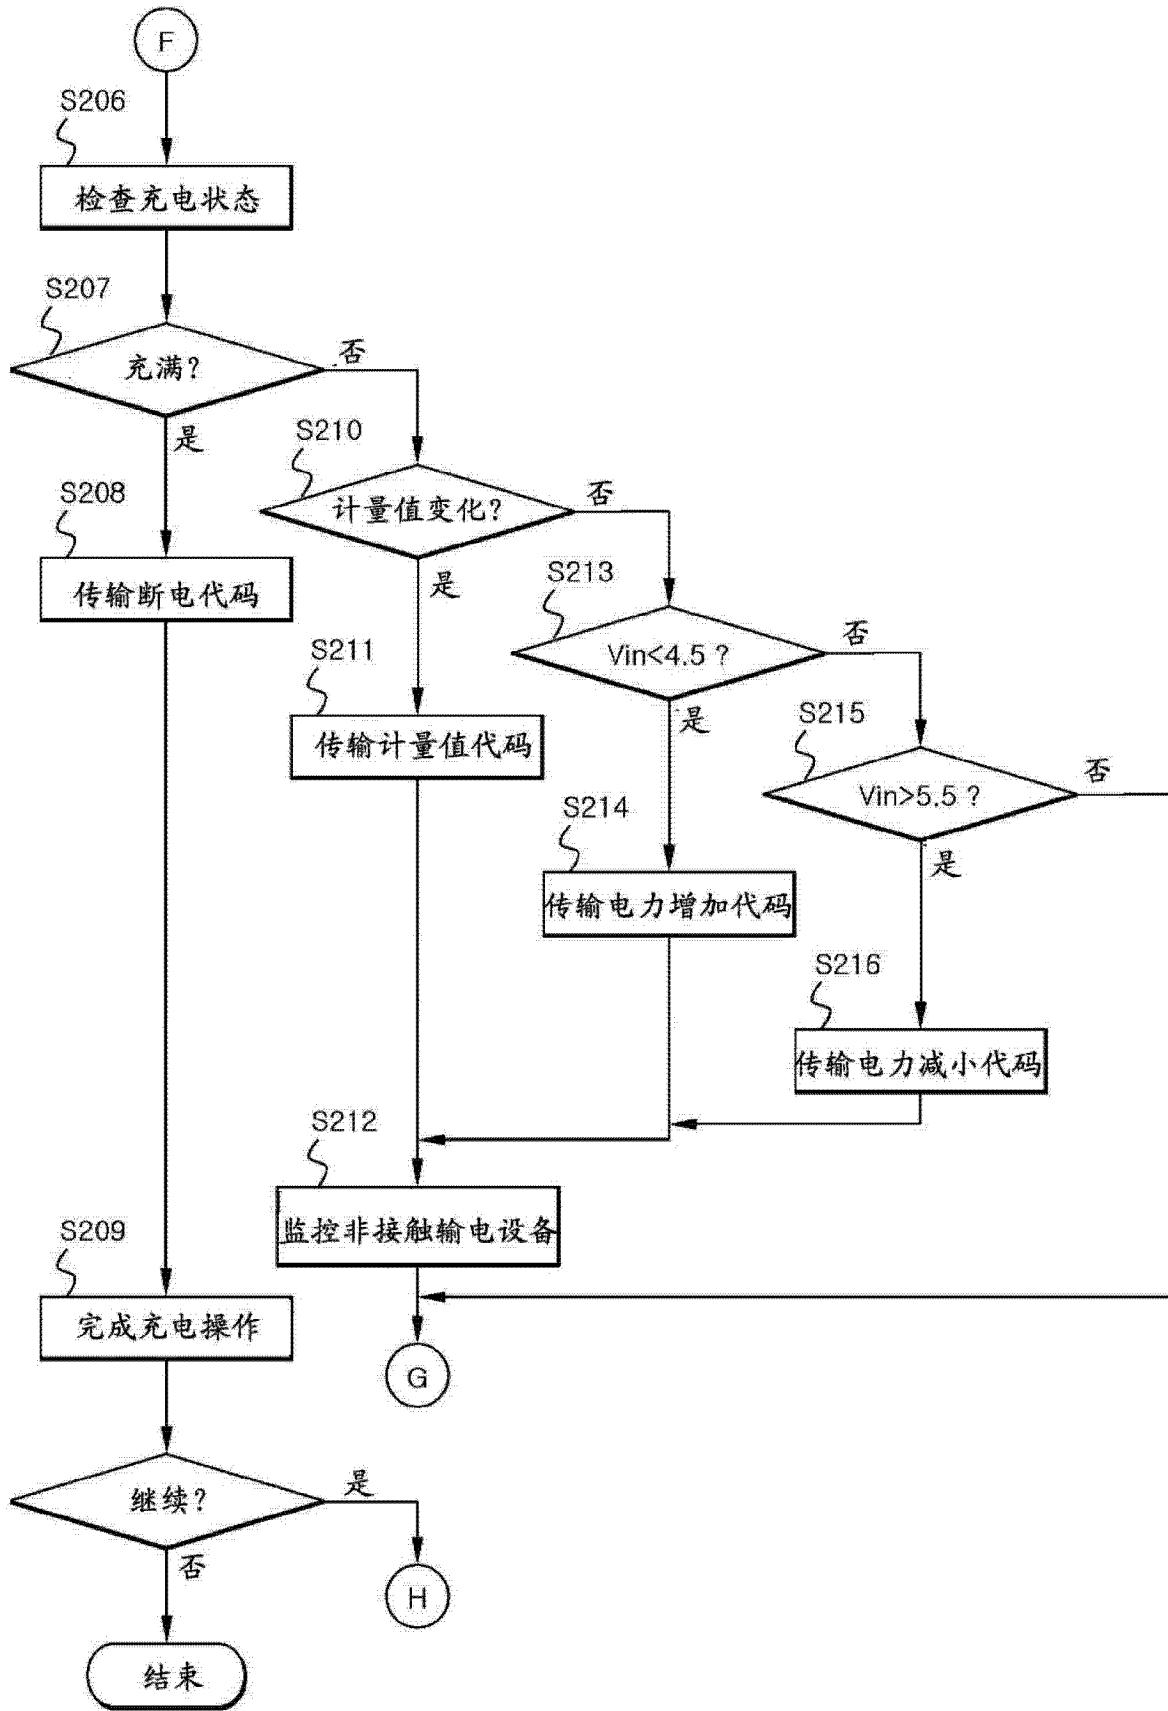 F
S206
检查充电状态
S207
充满?
否
是
S210
计量值变化?
否
是
S208
传输断电代码
S213
Vin<4.5 ?
否
是
S211
传输计量值代码
S215
Vin>5.5 ?
否
是
S214
传输电力增加代码
S216
传输电力减小代码
S212
监控非接触输电设备
S209
完成充电操作
G
继续?
是
否
H
结束